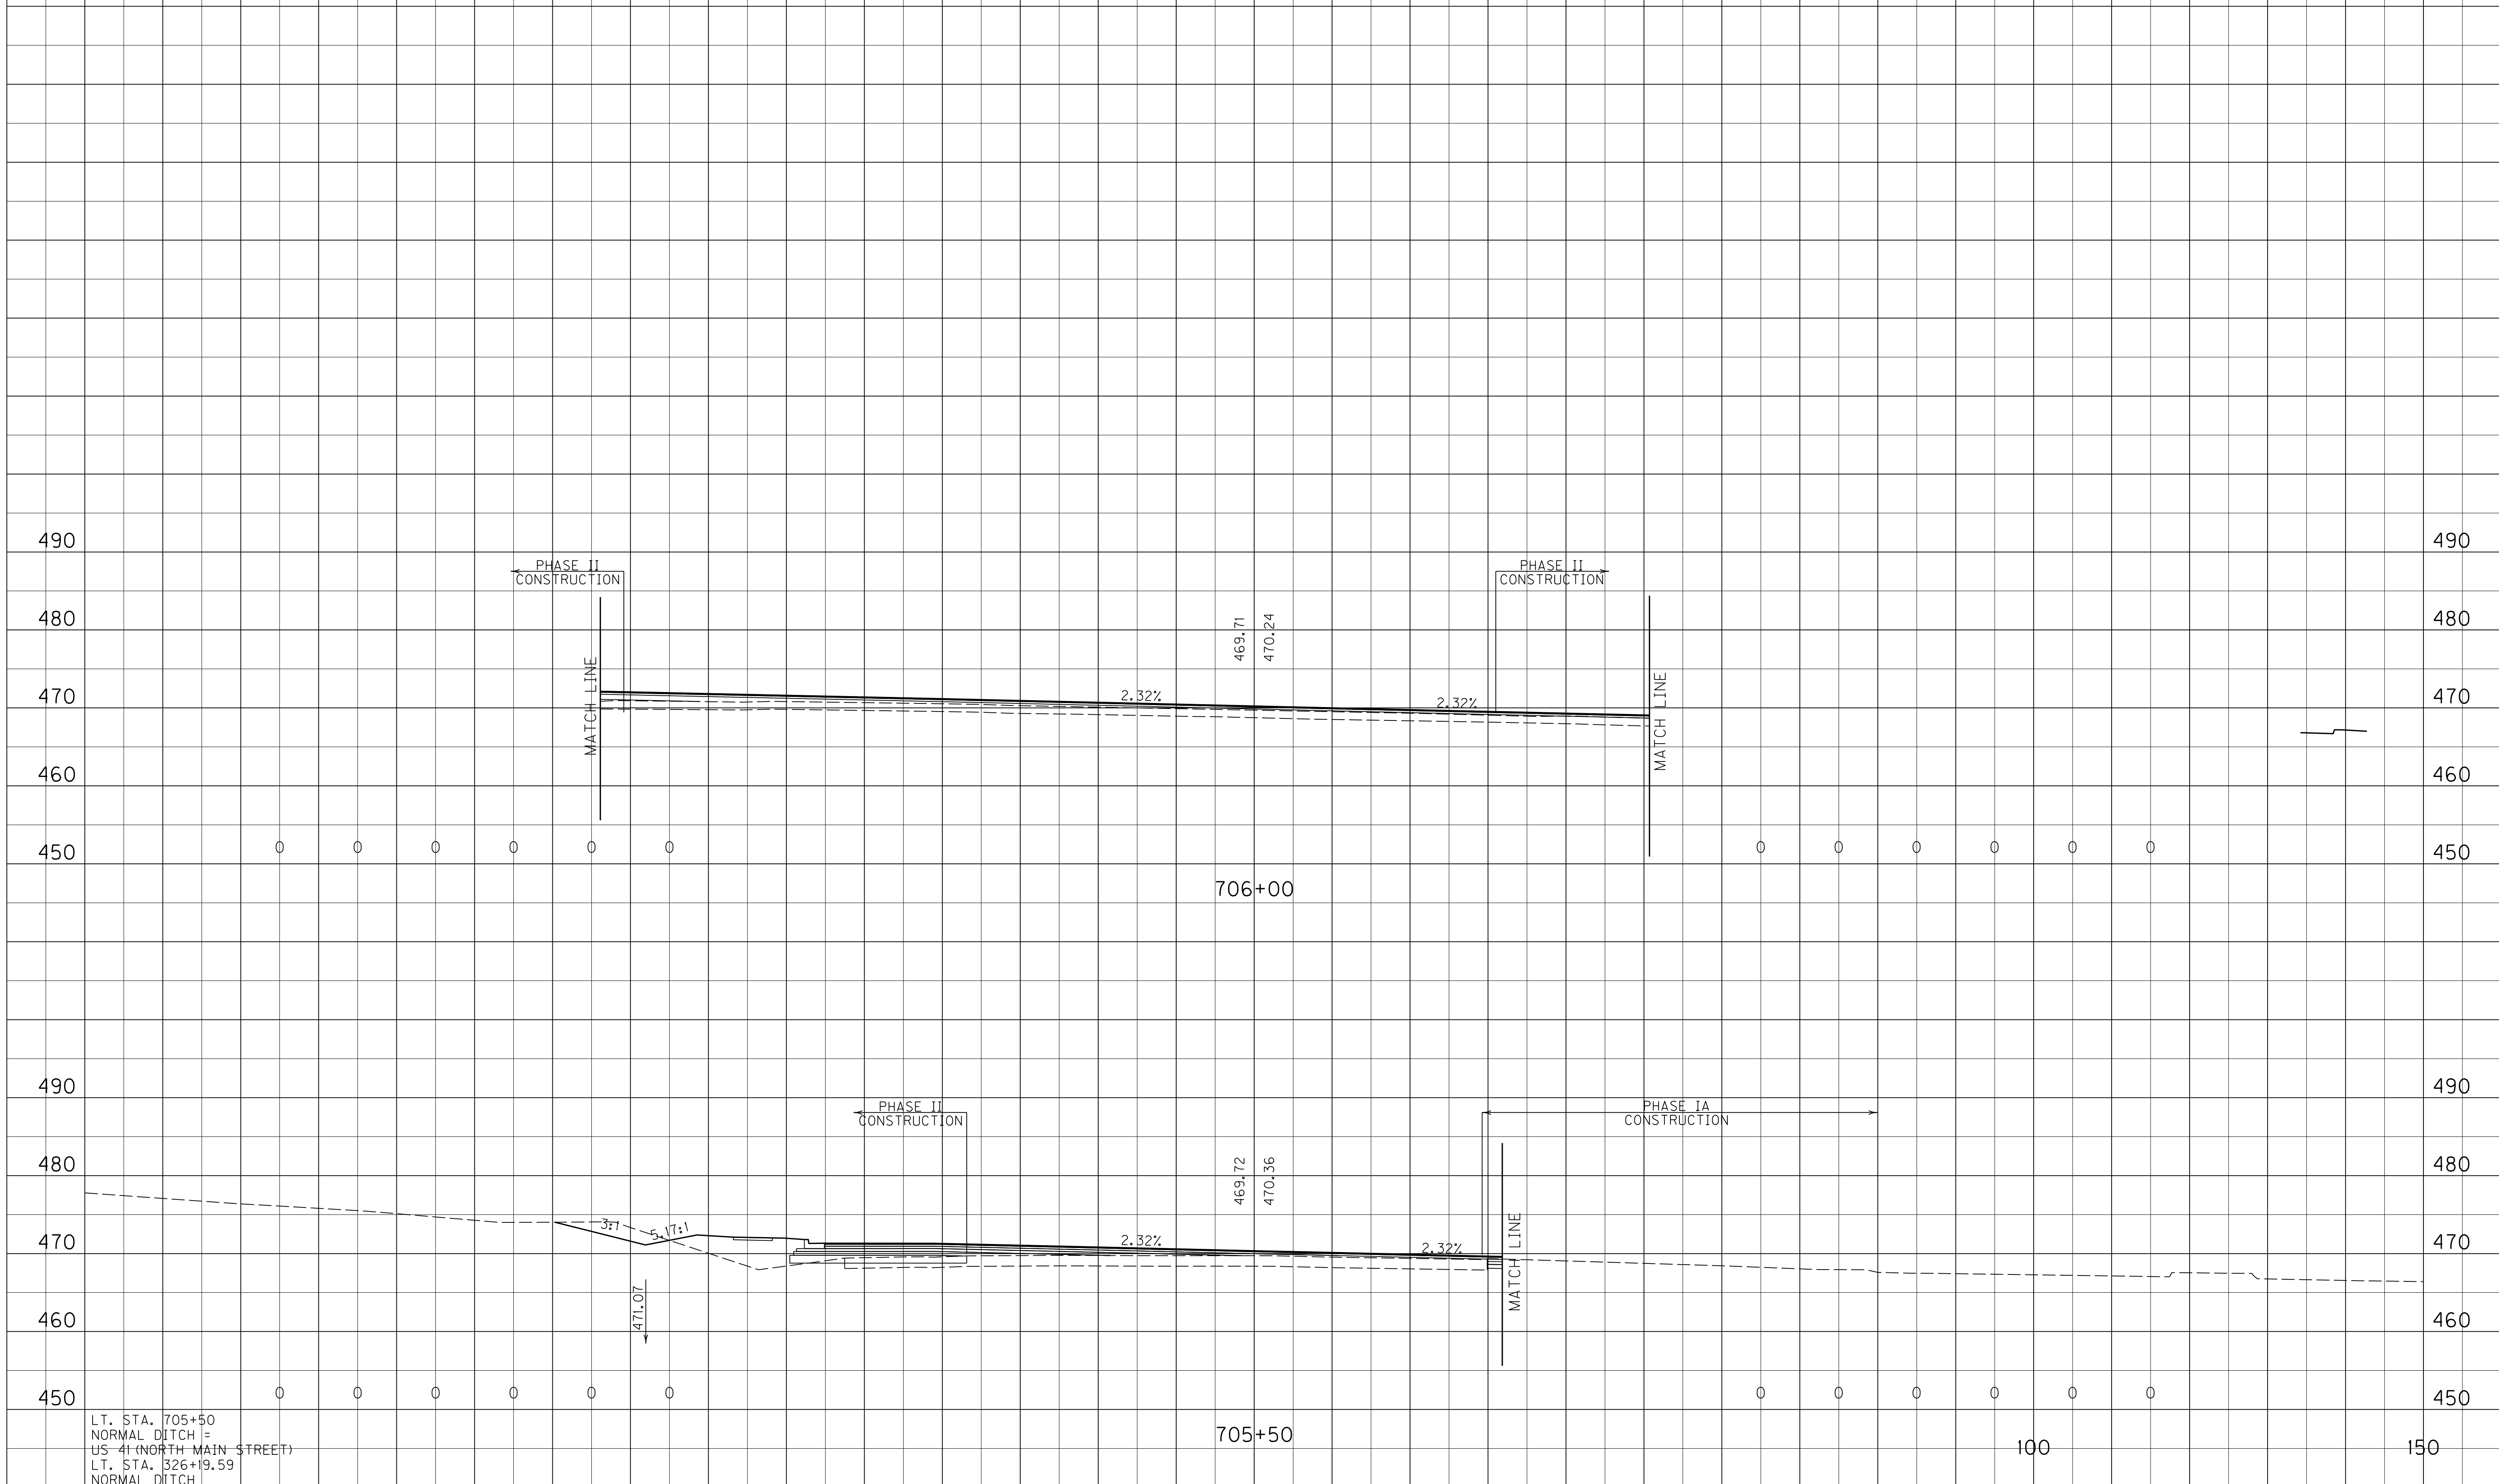 490 490
PHASE II
CONSTRUCTION
PHASE II
CONSTRUCTION
480 480
469.71
470.24
MATCH LINE
MATCH LINE
470 2.32% 2.32% 470
460 460
0 0 0 0 0 0 0 0 0 0 0 0
450 450
706+00
490 490
PHASE II
CONSTRUCTION
PHASE IA
CONSTRUCTION
480 480
469.72
470.36
3:1 5.17:1
470 2.32% 2.32% 470
MATCH LINE
471.07
460 460
0 0 0 0 0 0 0 0 0 0 0 0
450 450
LT. STA. 705+50
NORMAL DITCH =
US 41 (NORTH MAIN STREET)
LT. STA. 326+19.59
NORMAL DITCH
705+50
100 150